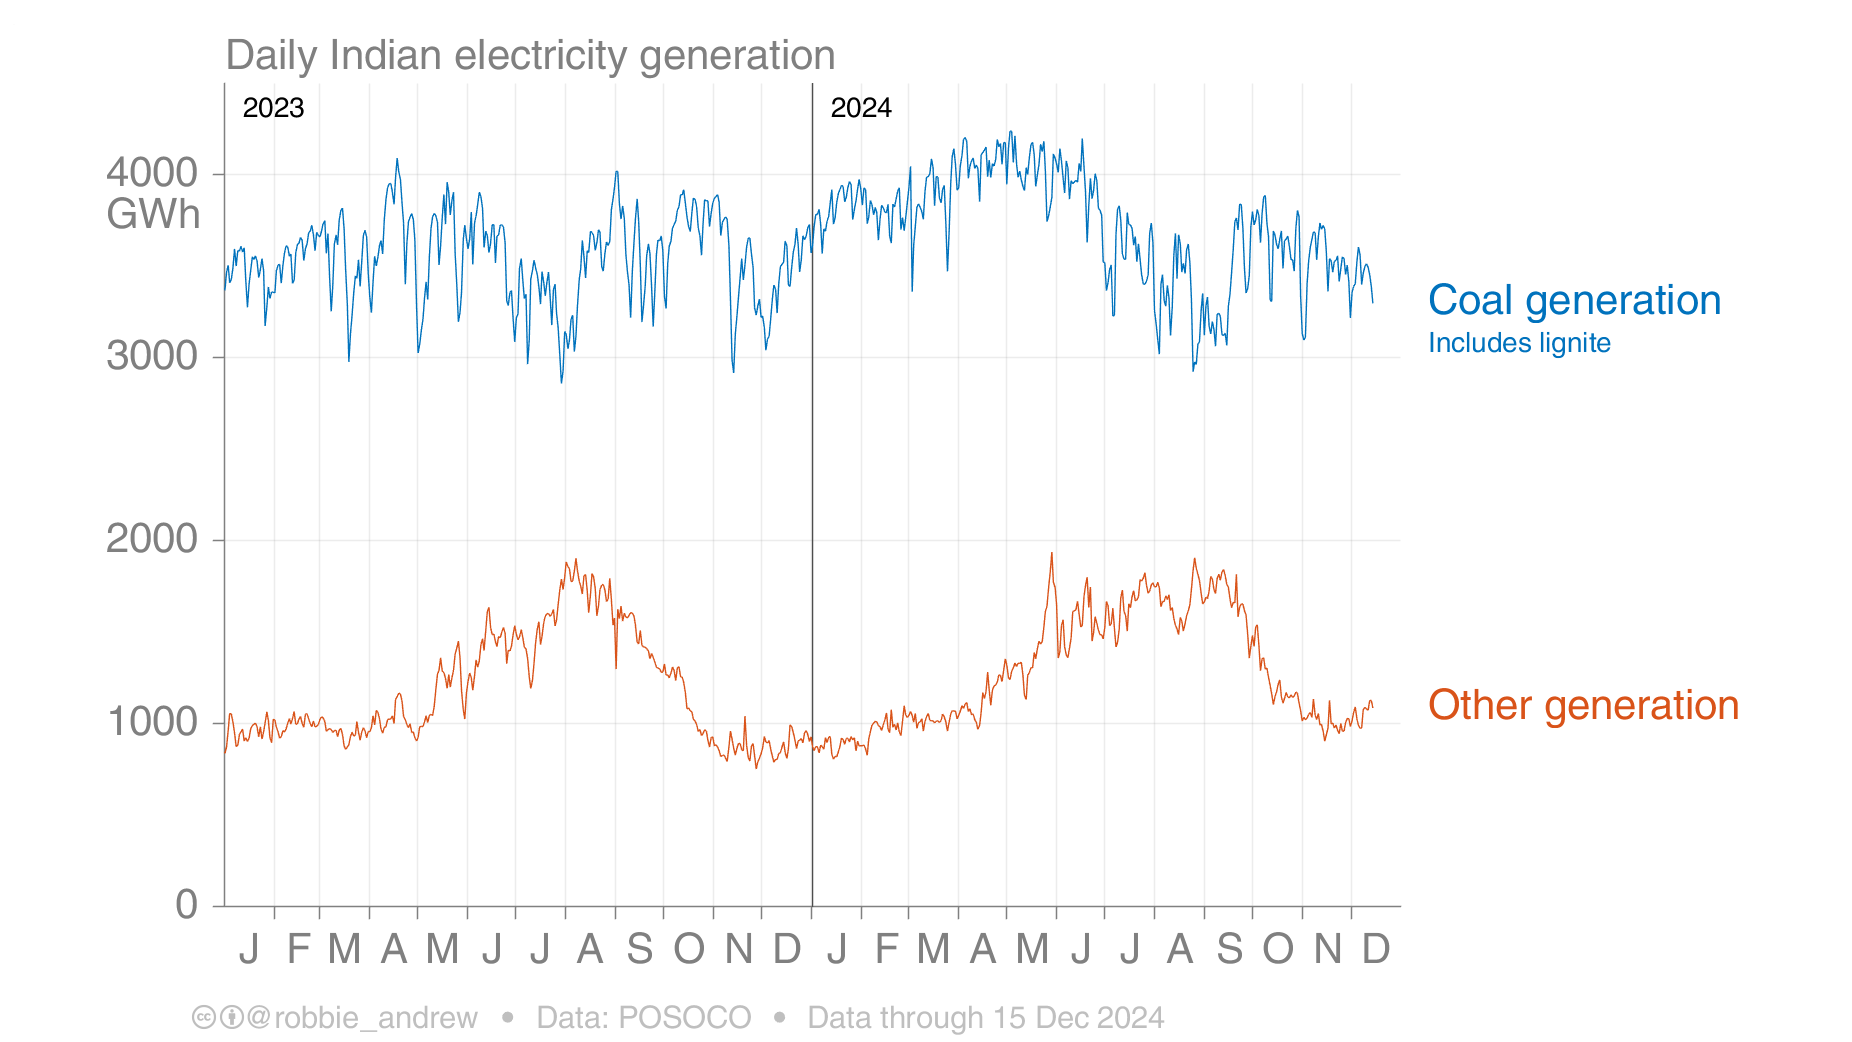 Daily Indian electricity generation
2023
2024
4000
GWh
3000
2000
1000
0
Coal generation
Includes lignite
Other generation
J F M A M J J A S O N D J F M A M J J A S O N D
cc @robbie_andrew • Data: POSOCO • Data through 15 Dec 2024